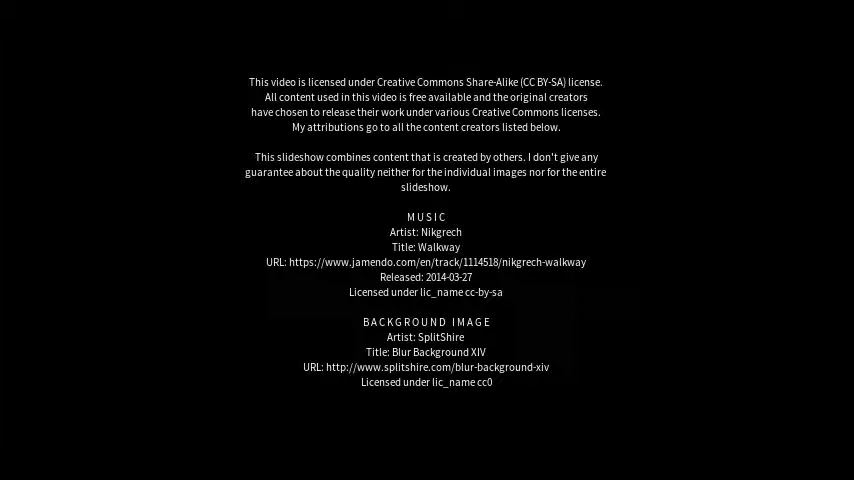 This video is licensed under Creative Commons Share-Alike (CC BY-SA) license.
All content used in this video is free available and the original creators
have chosen to release their work under various Creative Commons licenses.
My attributions go to all the content creators listed below.
This slideshow combines content that is created by others. I don't give any
guarantee about the quality neither for the individual images nor for the entire
slideshow.
MUSIC
Artist: Nikgrech
Title: Walkway
URL: https://www.jamendo.com/en/track/1114518/nikgrech-walkway
Released: 2014-03-27
Licensed under lic_name cc-by-sa
BACKGROUND IMAGE
Artist: SplitShire
Title: Blur Background XIV
URL: http://www.splitshire.com/blur-background-xiv
Licensed under lic_name cc0